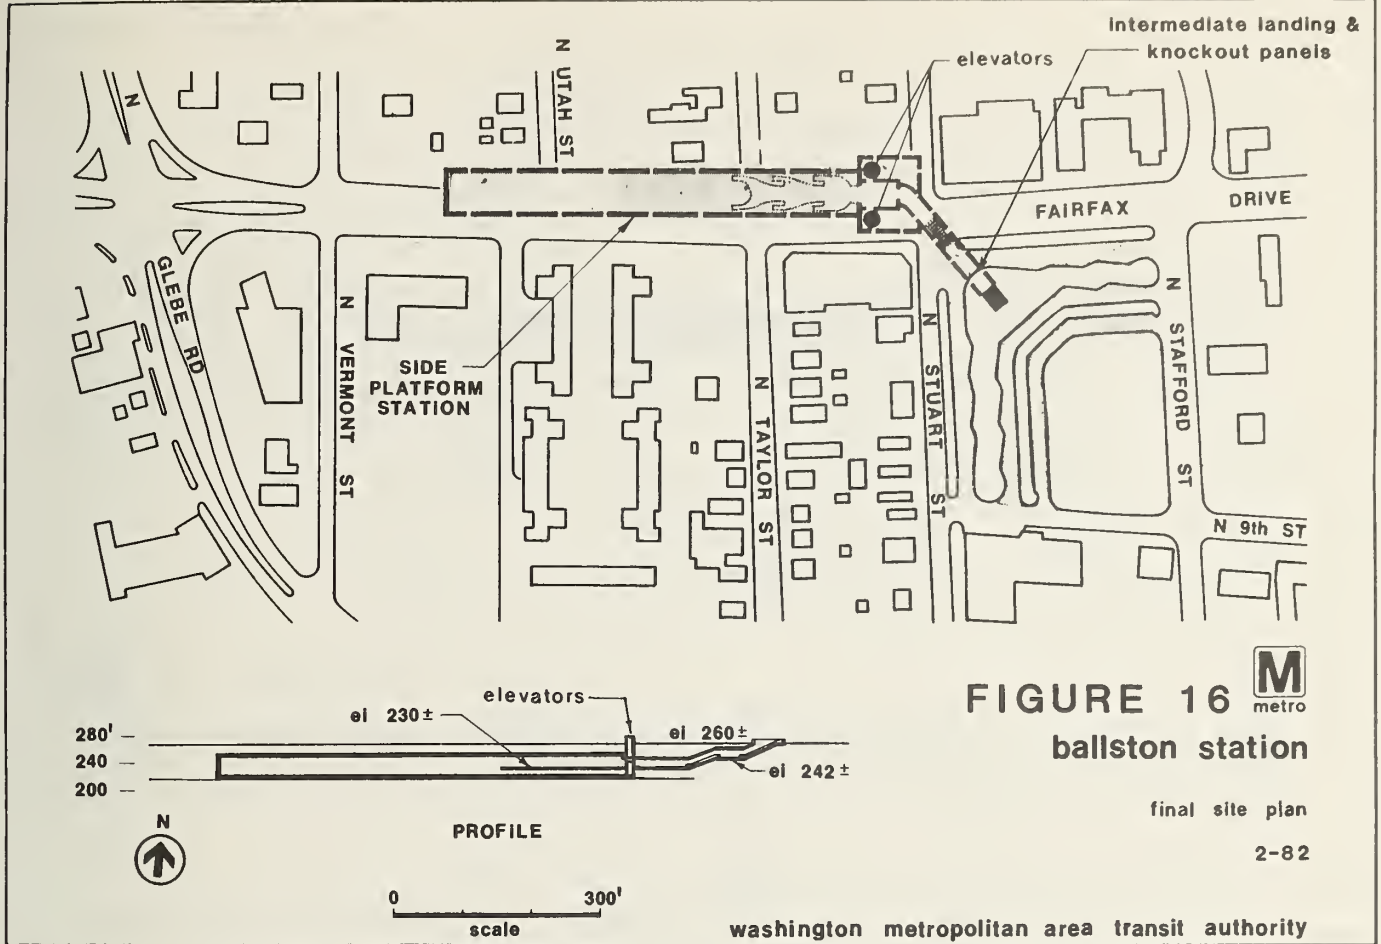 intermediate landing &
knockout panels
elevators
N UTAH ST
N
FAIRFAX
DRIVE
GLEBE RD
N VERMONT ST
SIDE
PLATFORM
STATION
N TAYLOR ST
N STUART ST
N STAFFORD ST
N 9th ST
FIGURE 16
M
metro
ballston station
final site plan
2-82
elevators
el 230±
280'
240
200
el 260±
el 242±
PROFILE
N
0 300'
scale
washington metropolitan area transit authority